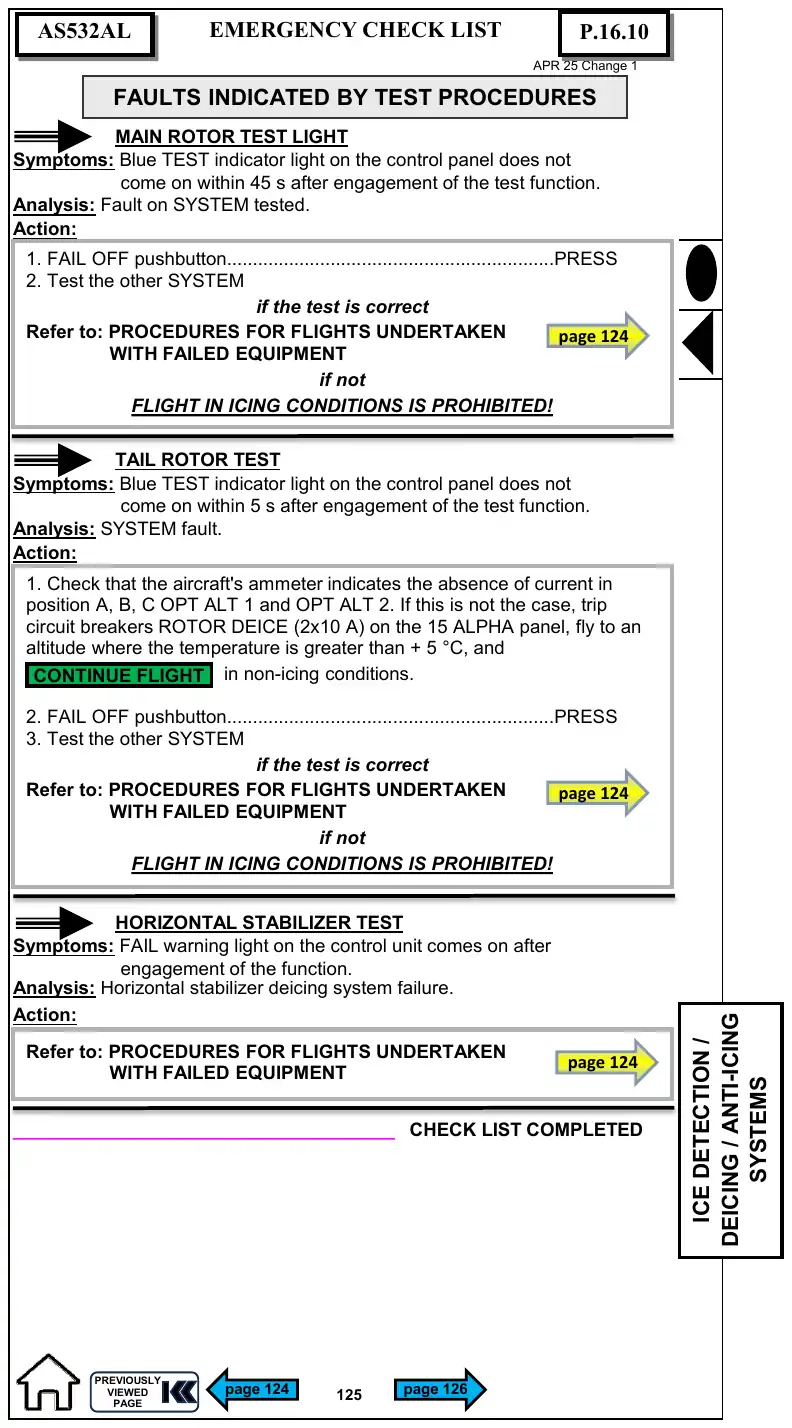 AS532AL
EMERGENCY CHECK LIST
P.16.10
APR 25 Change 1
FAULTS INDICATED BY TEST PROCEDURES
MAIN ROTOR TEST LIGHT
Symptoms: Blue TEST indicator light on the control panel does not
come on within 45 s after engagement of the test function.
Analysis: Fault on SYSTEM tested.
Action:
1. FAIL OFF pushbutton...............................................................PRESS
2. Test the other SYSTEM
if the test is correct
Refer to: PROCEDURES FOR FLIGHTS UNDERTAKEN
WITH FAILED EQUIPMENT
page 124
if not
FLIGHT IN ICING CONDITIONS IS PROHIBITED!
TAIL ROTOR TEST
Symptoms: Blue TEST indicator light on the control panel does not
come on within 5 s after engagement of the test function.
Analysis: SYSTEM fault.
Action:
1. Check that the aircraft's ammeter indicates the absence of current in
position A, B, C OPT ALT 1 and OPT ALT 2. If this is not the case, trip
circuit breakers ROTOR DEICE (2x10 A) on the 15 ALPHA panel, fly to an
altitude where the temperature is greater than + 5 °C, and
CONTINUE FLIGHT in non-icing conditions.
2. FAIL OFF pushbutton...............................................................PRESS
3. Test the other SYSTEM
if the test is correct
Refer to: PROCEDURES FOR FLIGHTS UNDERTAKEN
WITH FAILED EQUIPMENT
page 124
if not
FLIGHT IN ICING CONDITIONS IS PROHIBITED!
HORIZONTAL STABILIZER TEST
Symptoms: FAIL warning light on the control unit comes on after
engagement of the function.
Analysis: Horizontal stabilizer deicing system failure.
Action:
Refer to: PROCEDURES FOR FLIGHTS UNDERTAKEN
WITH FAILED EQUIPMENT
page 124
CHECK LIST COMPLETED
ICE DETECTION /
DEICING / ANTI-ICING
SYSTEMS
PREVIOUSLY
VIEWED
PAGE
page 124
125
page 126